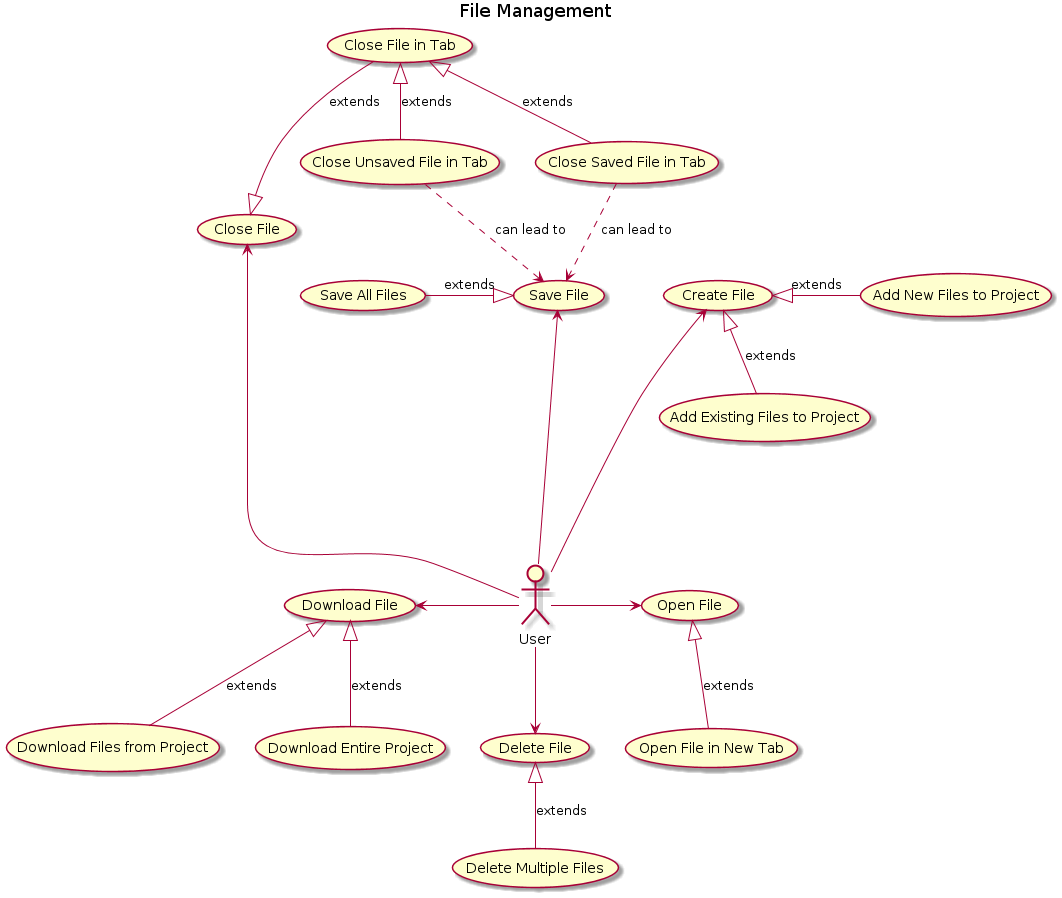 File Management
Close File in Tab
extends
extends
extends
Close Unsaved File in Tab
Close Saved File in Tab
Close File
can lead to
can lead to
Save All Files
extends
Save File
Create File
extends
Add New Files to Project
extends
Add Existing Files to Project
Download File
User
Open File
extends
extends
extends
Download Files from Project
Download Entire Project
Delete File
Open File in New Tab
extends
Delete Multiple Files